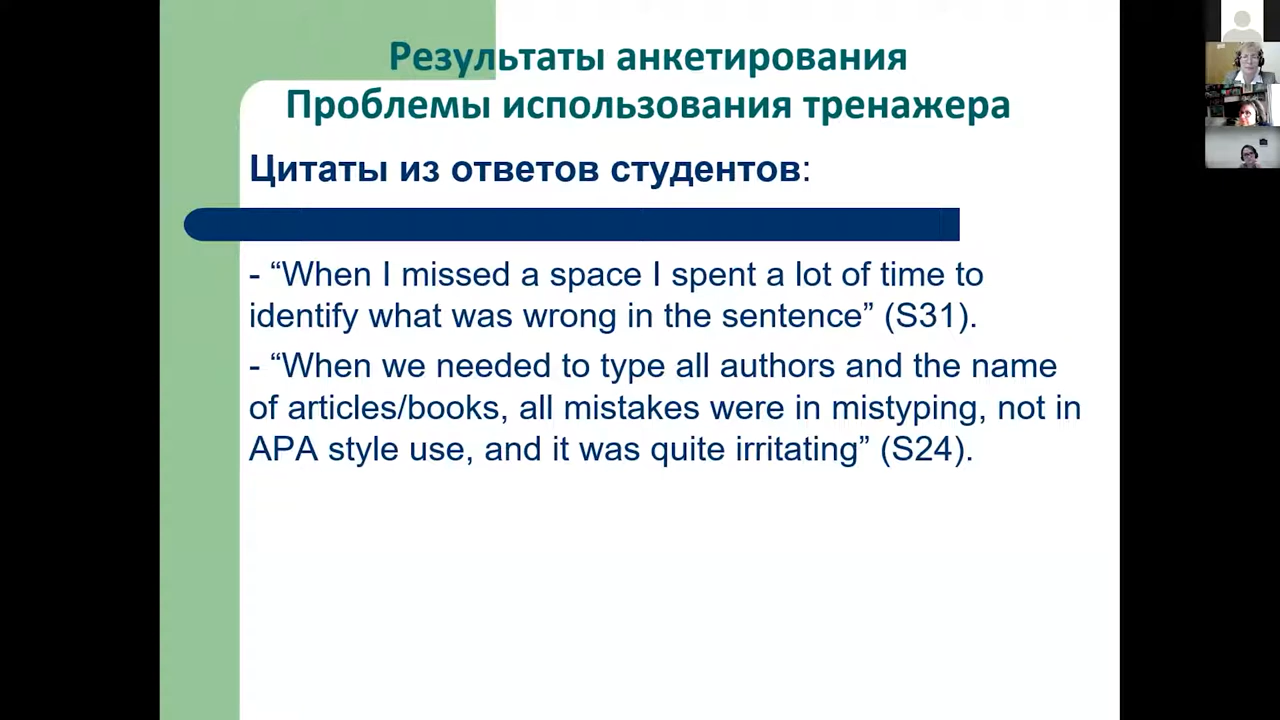 Результаты анкетирования
Проблемы использования тренажера
Цитаты из ответов студентов:
- “When I missed a space I spent a lot of time to
identify what was wrong in the sentence” (S31).
- “When we needed to type all authors and the name
of articles/books, all mistakes were in mistyping, not in
APA style use, and it was quite irritating” (S24).